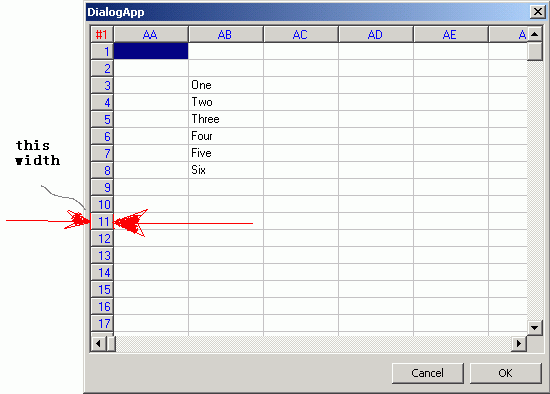 DialogApp
#1 AA AB AC AD AE A
1
2
3 One
4 Two
5 Three
6 Four
7 Five
8 Six
this
width
9
10
11
12
13
14
15
16
17
Cancel OK